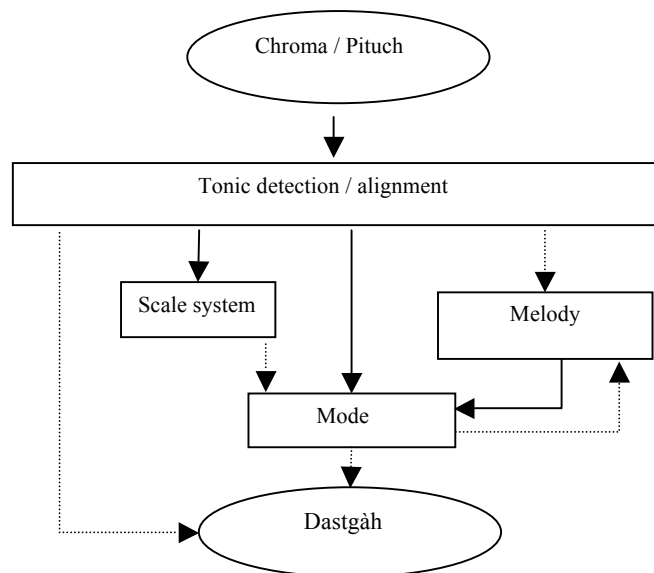 Chroma / Pituch
Tonic detection / alignment
Scale system
Melody
Mode
Dastgàh